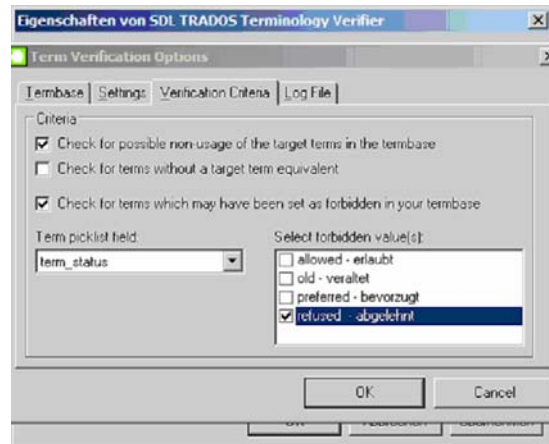 Eigenschaften von SDL TRADOS Terminology Verifier
Term Verification Options
Termbase Settings Verification Criteria Log File
Criteria
Check for possible non-usage of the target terms in the termbase
Check for terms without a target term equivalent
Check for terms which may have been set as forbidden in your termbase
Term picklist field:
term_status
Select forbidden value(s):
allowed - erlaubt
old - veraltet
preferred - bevorzugt
refused - abgelehnt
OK Cancel